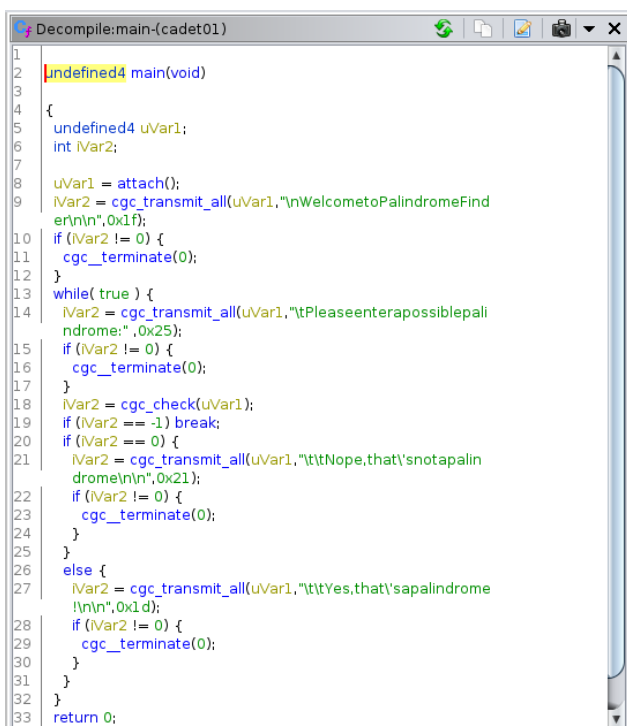 Decompile:main-(cadet01)
1
2 undefined4 main(void)
3
4 {
5 undefined4 uVar1;
6 int iVar2;
7
8 uVar1 = attach();
9 iVar2 = cgc_transmit_all(uVar1,"\nWelcometoPalindromeFind
er\n\n",0x1f);
10 if (iVar2 != 0) {
11 cgc__terminate(0);
12 }
13 while( true ) {
14 iVar2 = cgc_transmit_all(uVar1,"\tPleaseenterapossiblepali
ndrome:" ,0x25);
15 if (iVar2 != 0) {
16 cgc__terminate(0);
17 }
18 iVar2 = cgc_check(uVar1);
19 if (iVar2 == -1) break;
20 if (iVar2 == 0) {
21 iVar2 = cgc_transmit_all(uVar1,"\t\tNope,that\'snotapalin
drome\n\n",0x21);
22 if (iVar2 != 0) {
23 cgc__terminate(0);
24 }
25 }
26 else {
27 iVar2 = cgc_transmit_all(uVar1,"\t\tYes,that\'sapalindrome
!\n\n",0x1d);
28 if (iVar2 != 0) {
29 cgc__terminate(0);
30 }
31 }
32 }
33 return 0;